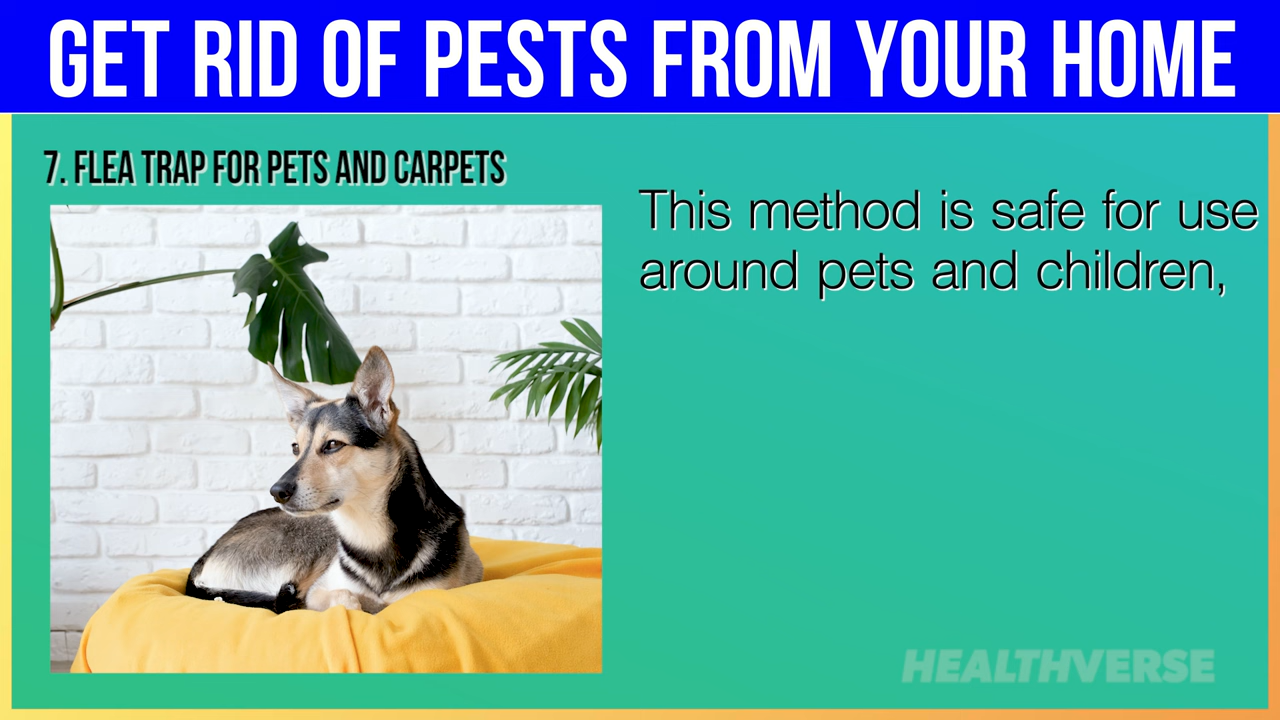 GET RID OF PESTS FROM YOUR HOME
7. FLEA TRAP FOR PETS AND CARPETS
This method is safe for use
around pets and children,
HEALTHVERSE